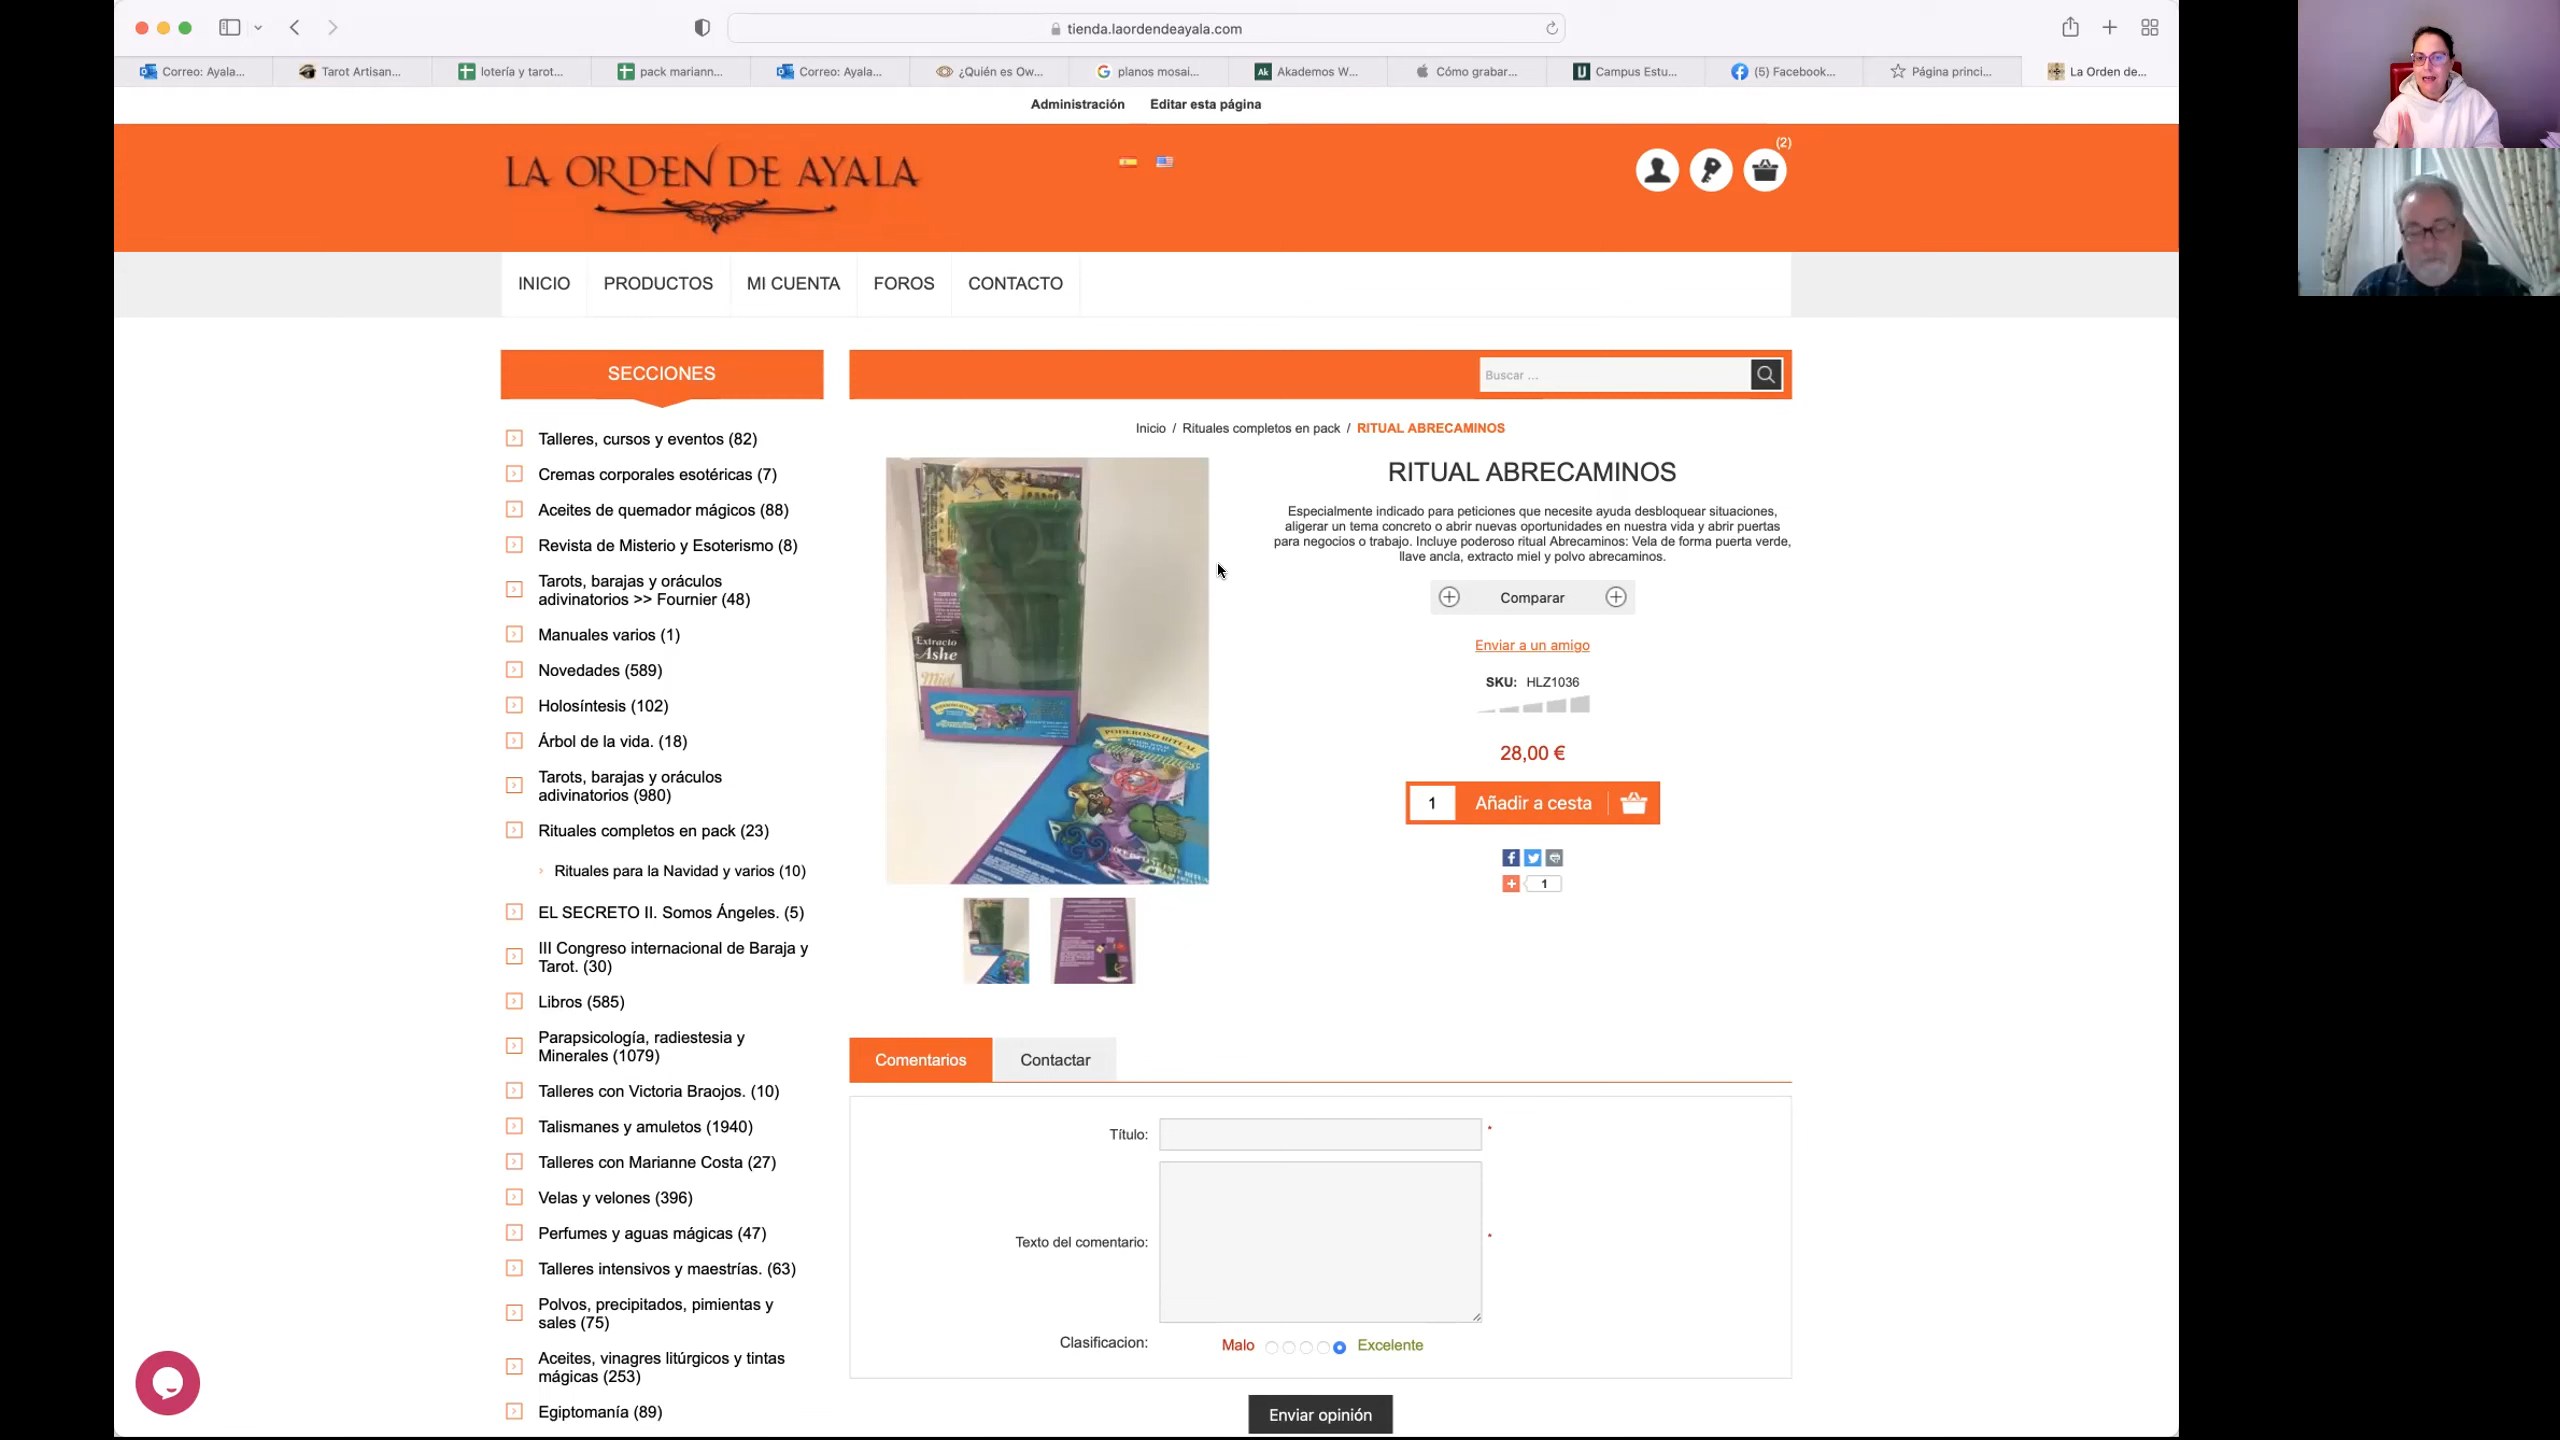 tienda.laordendeayala.com
Correo: Ayala...
Tarot Artisan...
lotería y tarot...
pack mariann...
Correo: Ayala...
¿Quién es Ow...
planos mosai...
Akademos W...
Cómo grabar...
Campus Estu...
(5) Facebook...
Página princi...
La Orden de...
Administración
Editar esta página
LA ORDEN DE AYALA
(2)
INICIO
PRODUCTOS
MI CUENTA
FOROS
CONTACTO
SECCIONES
Buscar ...
Talleres, cursos y eventos (82)
Cremas corporales esotéricas (7)
Aceites de quemador mágicos (88)
Revista de Misterio y Esoterismo (8)
Tarots, barajas y oráculos
adivinatorios >> Fournier (48)
Manuales varios (1)
Novedades (589)
Holosíntesis (102)
Árbol de la vida. (18)
Tarots, barajas y oráculos
adivinatorios (980)
Rituales completos en pack (23)
Rituales para la Navidad y varios (10)
EL SECRETO II. Somos Ángeles. (5)
III Congreso internacional de Baraja y
Tarot. (30)
Libros (585)
Parapsicología, radiestesia y
Minerales (1079)
Talleres con Victoria Braojos. (10)
Talismanes y amuletos (1940)
Talleres con Marianne Costa (27)
Velas y velones (396)
Perfumes y aguas mágicas (47)
Talleres intensivos y maestrías. (63)
Polvos, precipitados, pimientas y
sales (75)
Aceites, vinagres litúrgicos y tintas
mágicas (253)
Egiptomanía (89)
Inicio / Rituales completos en pack / RITUAL ABRECAMINOS
Extracto
Ashe
Miel
PODEROSO RITUAL
RITUAL ABRECAMINOS
Especialmente indicado para peticiones que necesite ayuda desbloquear situaciones,
aligerar un tema concreto o abrir nuevas oportunidades en nuestra vida y abrir puertas
para negocios o trabajo. Incluye poderoso ritual Abrecaminos: Vela de forma puerta verde,
llave ancla, extracto miel y polvo abrecaminos.
Comparar
Enviar a un amigo
SKU: HLZ1036
28,00 €
1
Añadir a cesta
1
Comentarios
Contactar
Título:
*
Texto del comentario:
*
Clasificacion:
Malo
Excelente
Enviar opinión